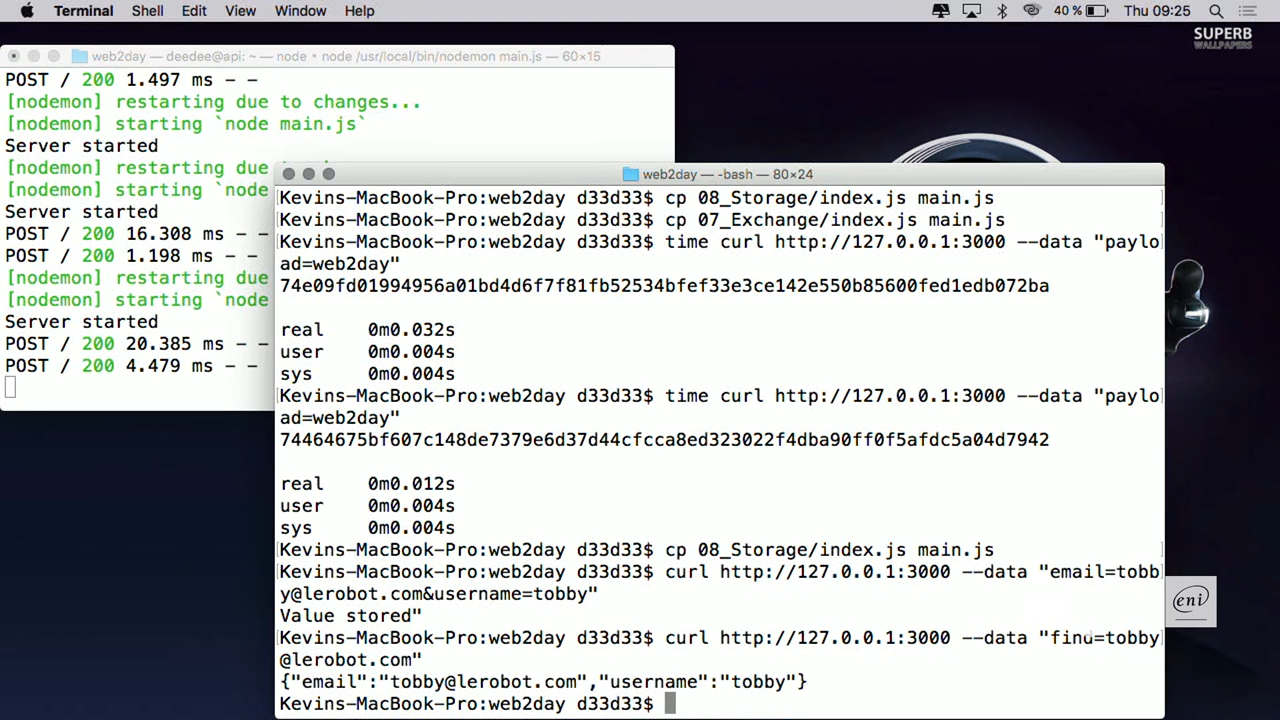 Terminal Shell Edit View Window Help 40 % Thu 09:25
SUPERB
WALLPAPERS
web2day — deedee@api: ~ — node • node /usr/local/bin/nodemon main.js — 60×15
POST / 200 1.497 ms - -
[nodemon] restarting due to changes...
[nodemon] starting `node main.js`
Server started
[nodemon] restarting due
[nodemon] starting `node
Server started
POST / 200 16.308 ms - -
POST / 200 1.198 ms - -
[nodemon] restarting due
[nodemon] starting `node
Server started
POST / 200 20.385 ms - -
POST / 200 4.479 ms - -
web2day — -bash — 80×24
Kevins-MacBook-Pro:web2day d33d33$ cp 08_Storage/index.js main.js
Kevins-MacBook-Pro:web2day d33d33$ cp 07_Exchange/index.js main.js
Kevins-MacBook-Pro:web2day d33d33$ time curl http://127.0.0.1:3000 --data "paylo
ad=web2day"
74e09fd01994956a01bd4d6f7f81fb52534bfef33e3ce142e550b85600fed1edb072ba
real 0m0.032s
user 0m0.004s
sys 0m0.004s
Kevins-MacBook-Pro:web2day d33d33$ time curl http://127.0.0.1:3000 --data "paylo
ad=web2day"
74464675bf607c148de7379e6d37d44cfcca8ed323022f4dba90ff0f5afdc5a04d7942
real 0m0.012s
user 0m0.004s
sys 0m0.004s
Kevins-MacBook-Pro:web2day d33d33$ cp 08_Storage/index.js main.js
Kevins-MacBook-Pro:web2day d33d33$ curl http://127.0.0.1:3000 --data "email=tobb
y@lerobot.com&username=tobby"
Value stored"
Kevins-MacBook-Pro:web2day d33d33$ curl http://127.0.0.1:3000 --data "find=tobby
@lerobot.com"
{"email":"tobby@lerobot.com","username":"tobby"}
Kevins-MacBook-Pro:web2day d33d33$
eni